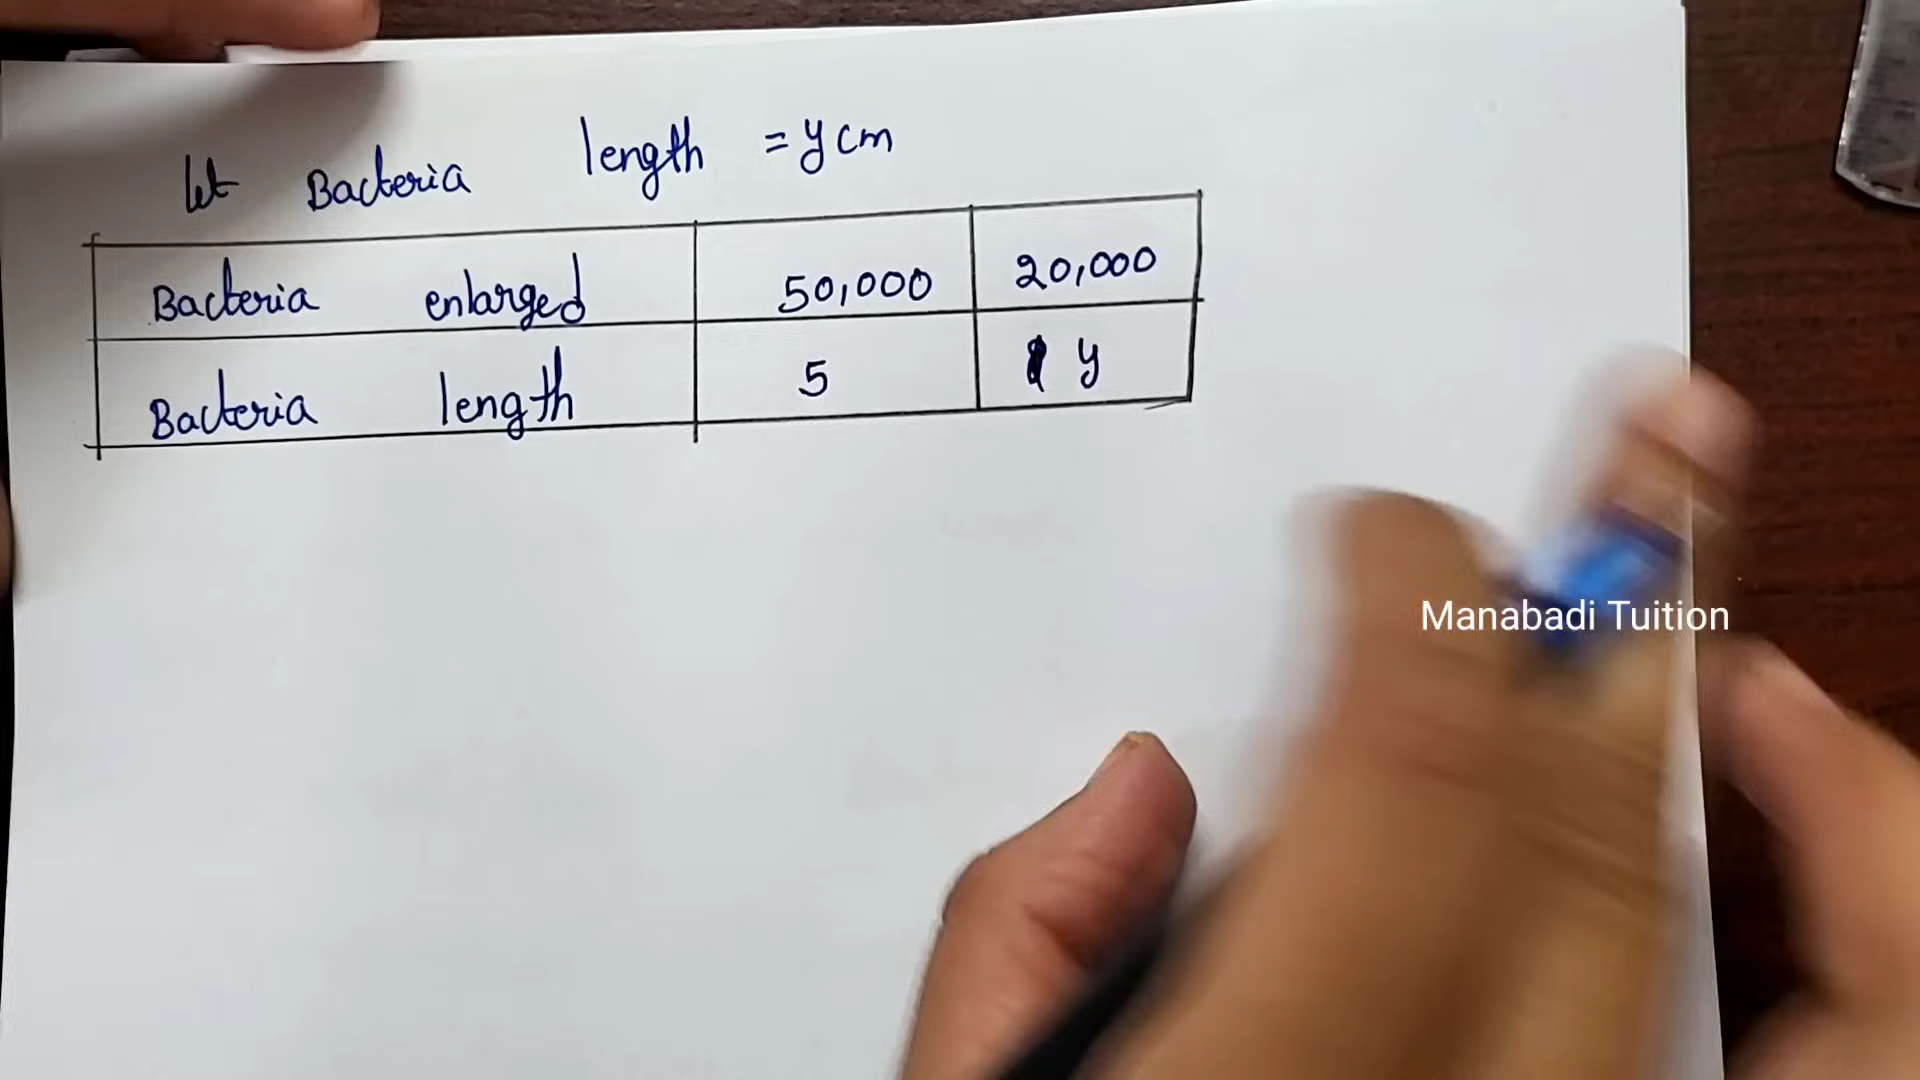 let Bacteria length = y cm
Bacteria enlarged 50,000 20,000
Bacteria length 5 y
Manabadi Tuition